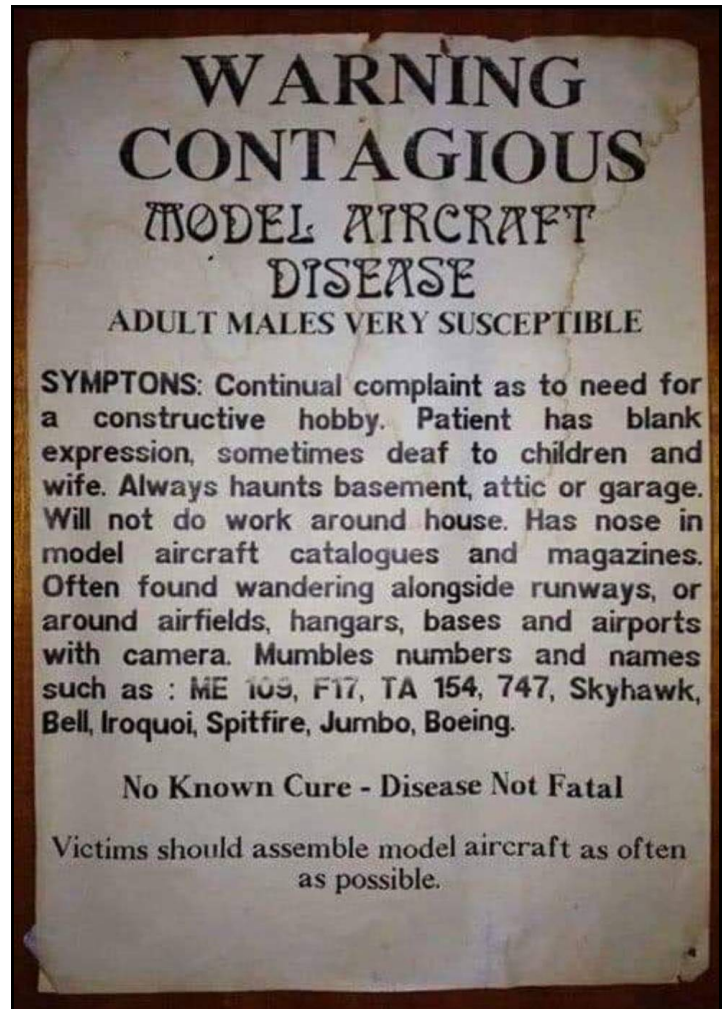 WARNING
CONTAGIOUS
MODEL AIRCRAFT
DISEASE
ADULT MALES VERY SUSCEPTIBLE
SYMPTONS: Continual complaint as to need for
a constructive hobby. Patient has blank
expression, sometimes deaf to children and
wife. Always haunts basement, attic or garage.
Will not do work around house. Has nose in
model aircraft catalogues and magazines.
Often found wandering alongside runways, or
around airfields, hangars, bases and airports
with camera. Mumbles numbers and names
such as : ME 109, F17, TA 154, 747, Skyhawk,
Bell, Iroquoi, Spitfire, Jumbo, Boeing.
No Known Cure - Disease Not Fatal
Victims should assemble model aircraft as often
as possible.